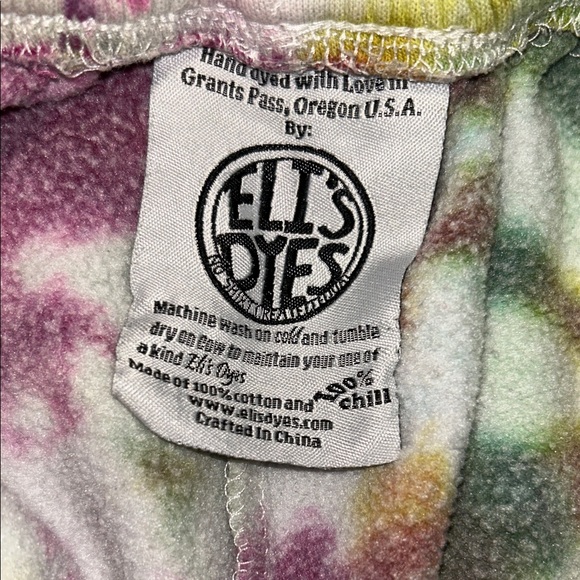 Hand dyed with Love in
Grants Pass, Oregon U.S.A.
By:
ELI'S
DYES
Machine wash on cold and tumble
dry on Low to maintain your one of
a kind Eli's Dyes
Made of 100% cotton and
100%
chill
www.elisdyes.com
Crafted In China